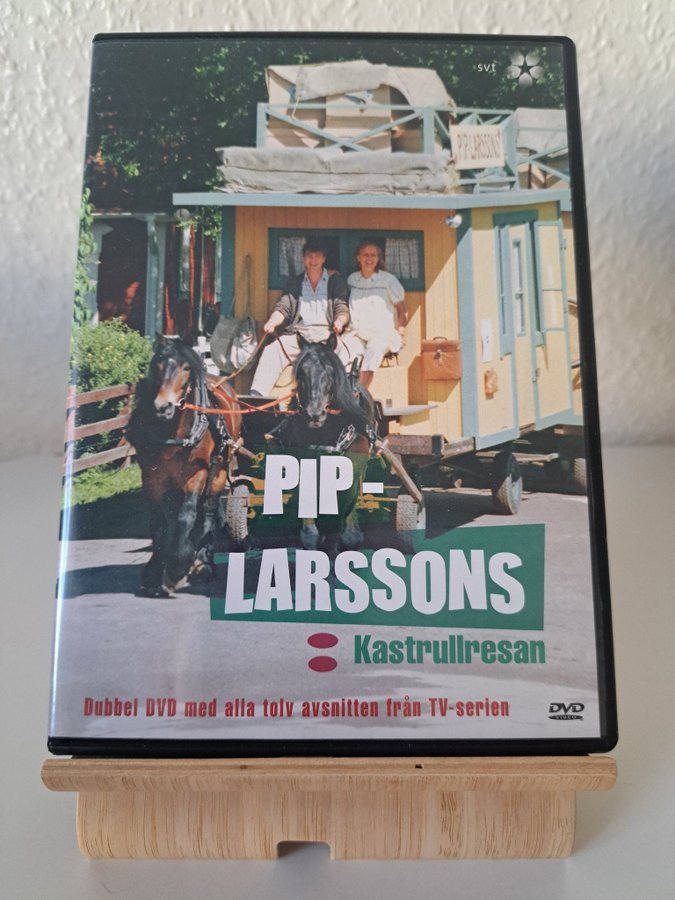 svt
PIP-LARSSONS
PIP-
LARSSONS
Kastrullresan
Dubbel DVD med alla tolv avsnitten från TV-serien
DVD
VIDEO